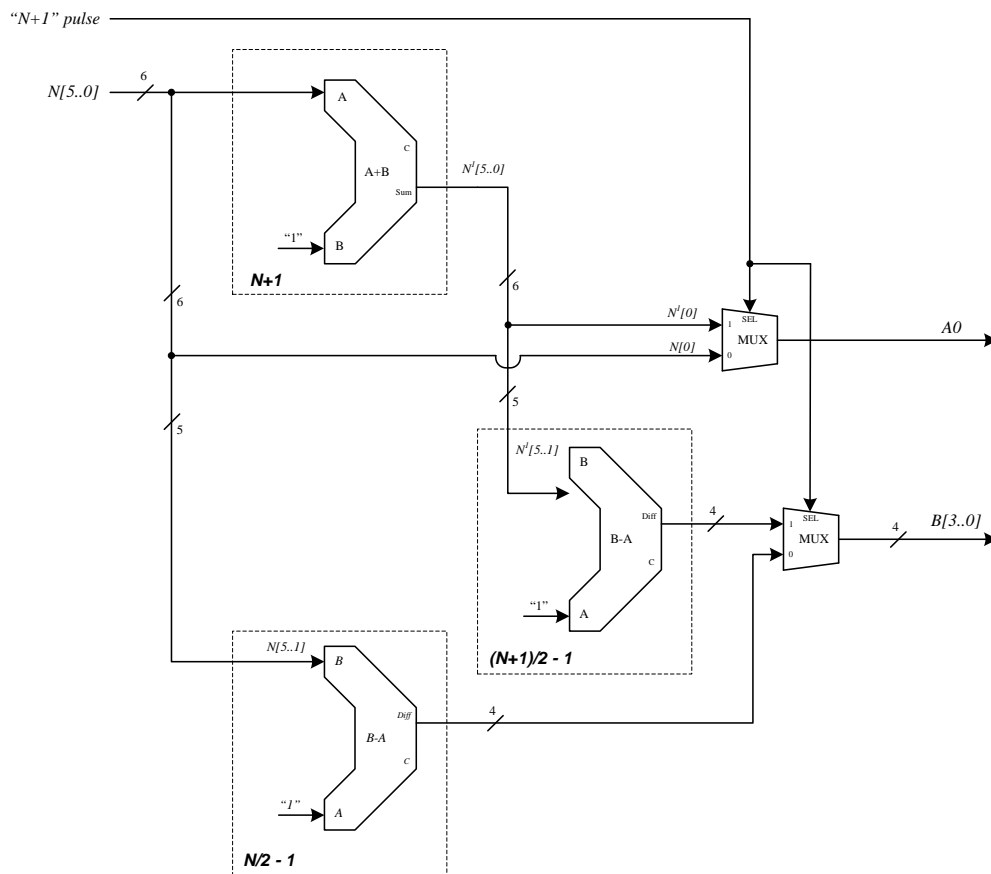 “N+1” pulse
6
N[5..0]
A
C
A+B
N¹[5..0]
Sum
“1”
B
N+1
6
6
N¹[0]
SEL
1
MUX
A0
N[0]
0
5
5
N¹[5..1]
B
Diff
4
SEL
1
MUX
4
B[3..0]
B-A
0
C
“1”
A
(N+1)/2 - 1
N[5..1]
B
Diff
4
B-A
C
“1”
A
N/2 - 1